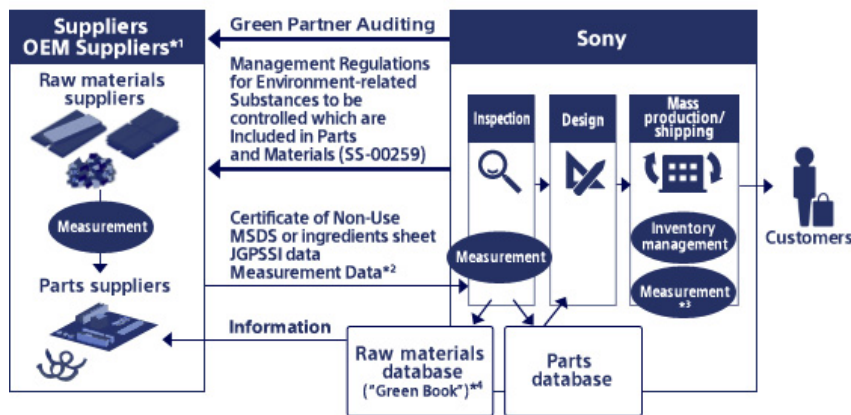 Suppliers
OEM Suppliers*1
Raw materials
suppliers
Measurement
Parts suppliers
Green Partner Auditing
Management Regulations
for Environment-related
Substances to be
controlled which are
Included in Parts
and Materials (SS-00259)
Certificate of Non-Use
MSDS or ingredients sheet
JGPSSI data
Measurement Data*2
Information
Sony
Inspection
Measurement
Design
Mass
production/
shipping
Inventory
management
Measurement
*3
Customers
Raw materials
database
("Green Book")*4
Parts
database